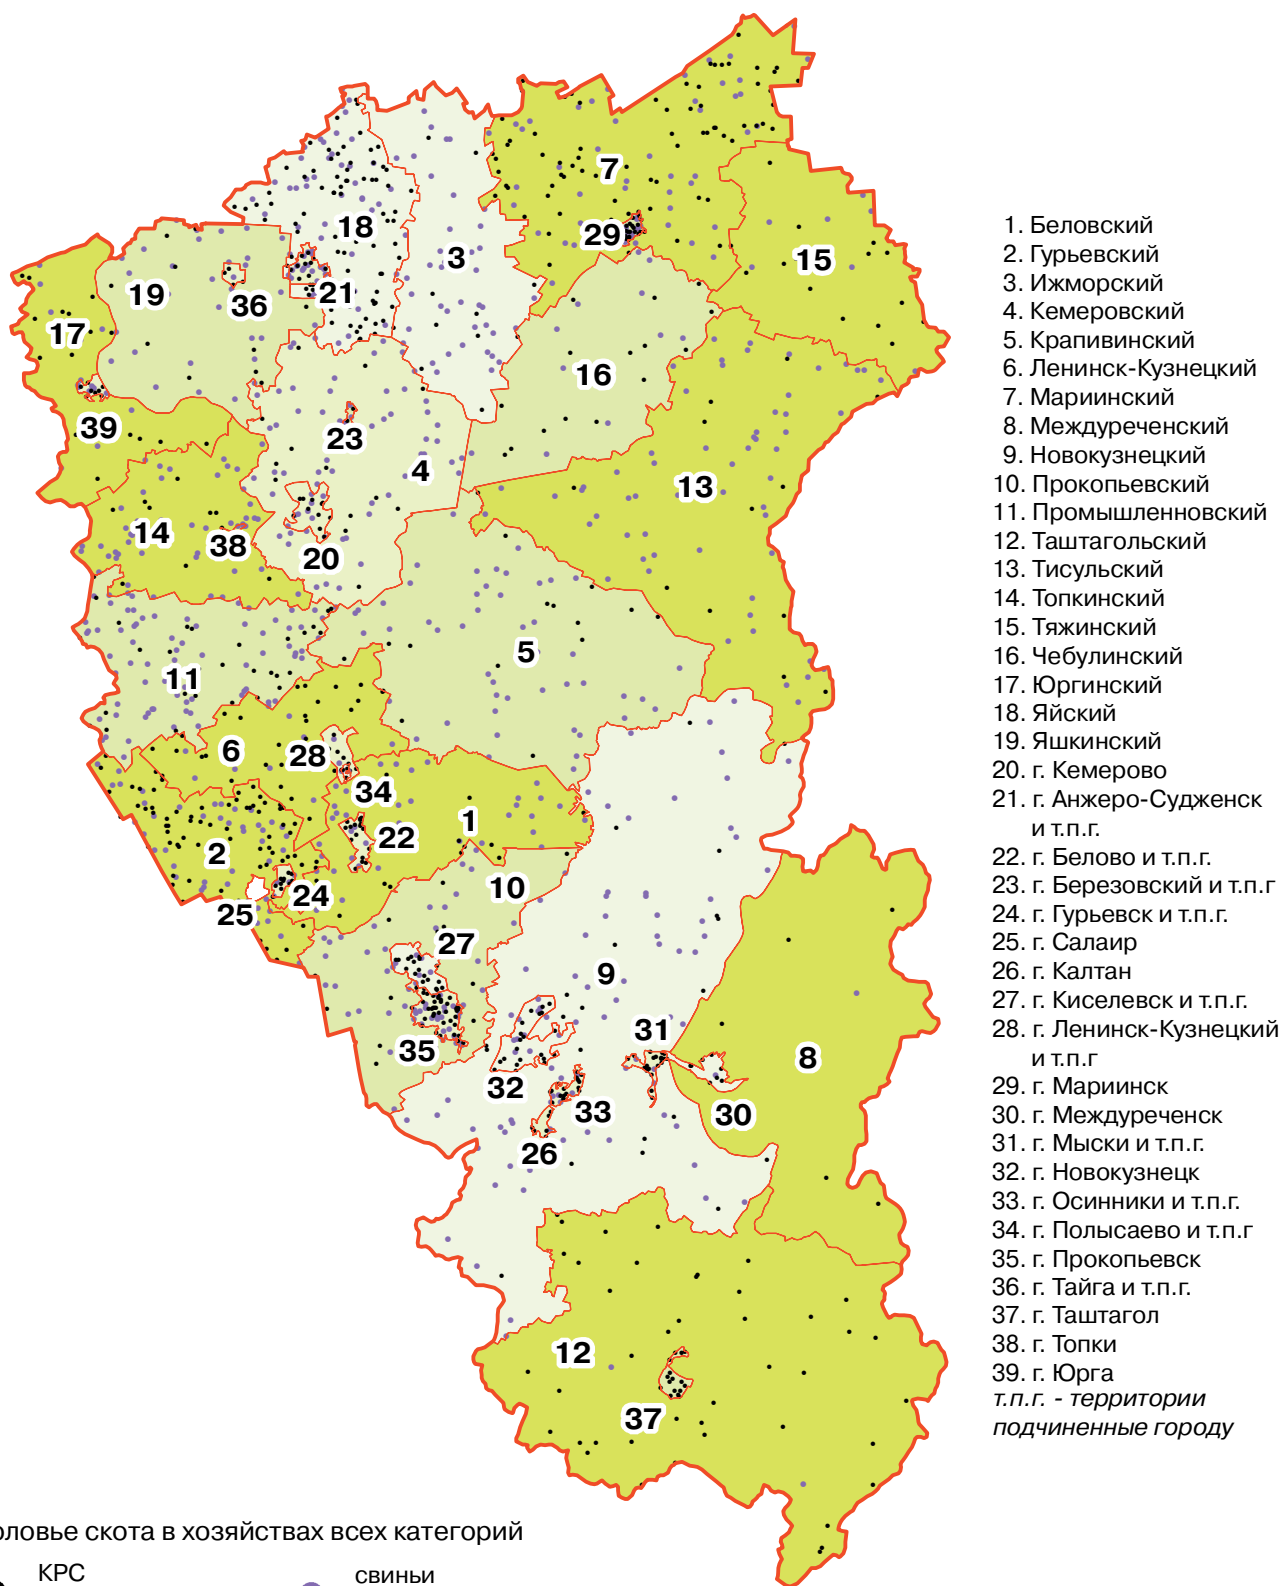 7
29
15
18
3
21
19
36
17
16
39
23
4
13
14
38
20
5
11
6
28
34
1
22
2
10
24
25
27
9
31
35
8
32
33
30
26
12
37
1. Беловский
2. Гурьевский
3. Ижморский
4. Кемеровский
5. Крапивинский
6. Ленинск-Кузнецкий
7. Мариинский
8. Междуреченский
9. Новокузнецкий
10. Прокопьевский
11. Промышленновский
12. Таштагольский
13. Тисульский
14. Топкинский
15. Тяжинский
16. Чебулинский
17. Юргинский
18. Яйский
19. Яшкинский
20. г. Кемерово
21. г. Анжеро-Судженск
и т.п.г.
22. г. Белово и т.п.г.
23. г. Березовский и т.п.г
24. г. Гурьевск и т.п.г.
25. г. Салаир
26. г. Калтан
27. г. Киселевск и т.п.г.
28. г. Ленинск-Кузнецкий
и т.п.г
29. г. Мариинск
30. г. Междуреченск
31. г. Мыски и т.п.г.
32. г. Новокузнецк
33. г. Осинники и т.п.г.
34. г. Полысаево и т.п.г
35. г. Прокопьевск
36. г. Тайга и т.п.г.
37. г. Таштагол
38. г. Топки
39. г. Юрга
т.п.г. - территории
подчиненные городу
оловье скота в хозяйствах всех категорий
КРС
свиньи